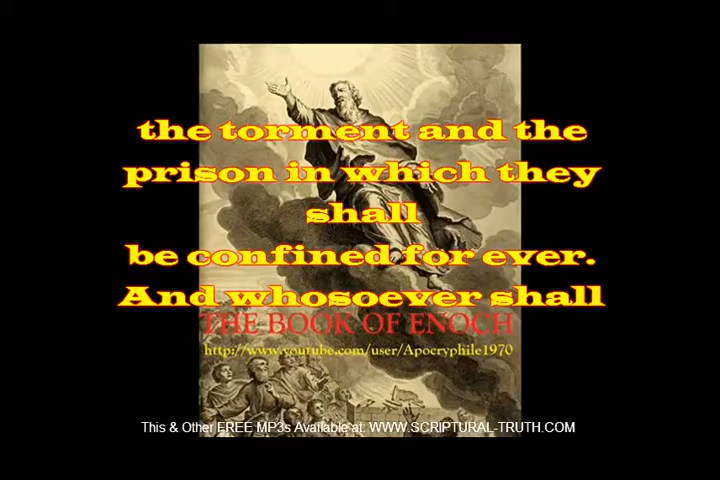 the torment and the
prison in which they
shall
be confined for ever.
And whosoever shall
THE BOOK OF ENOCH
http://www.youtube.com/user/Apocryphile1970
This & Other FREE MP3s Available at: WWW.SCRIPTURAL-TRUTH.COM